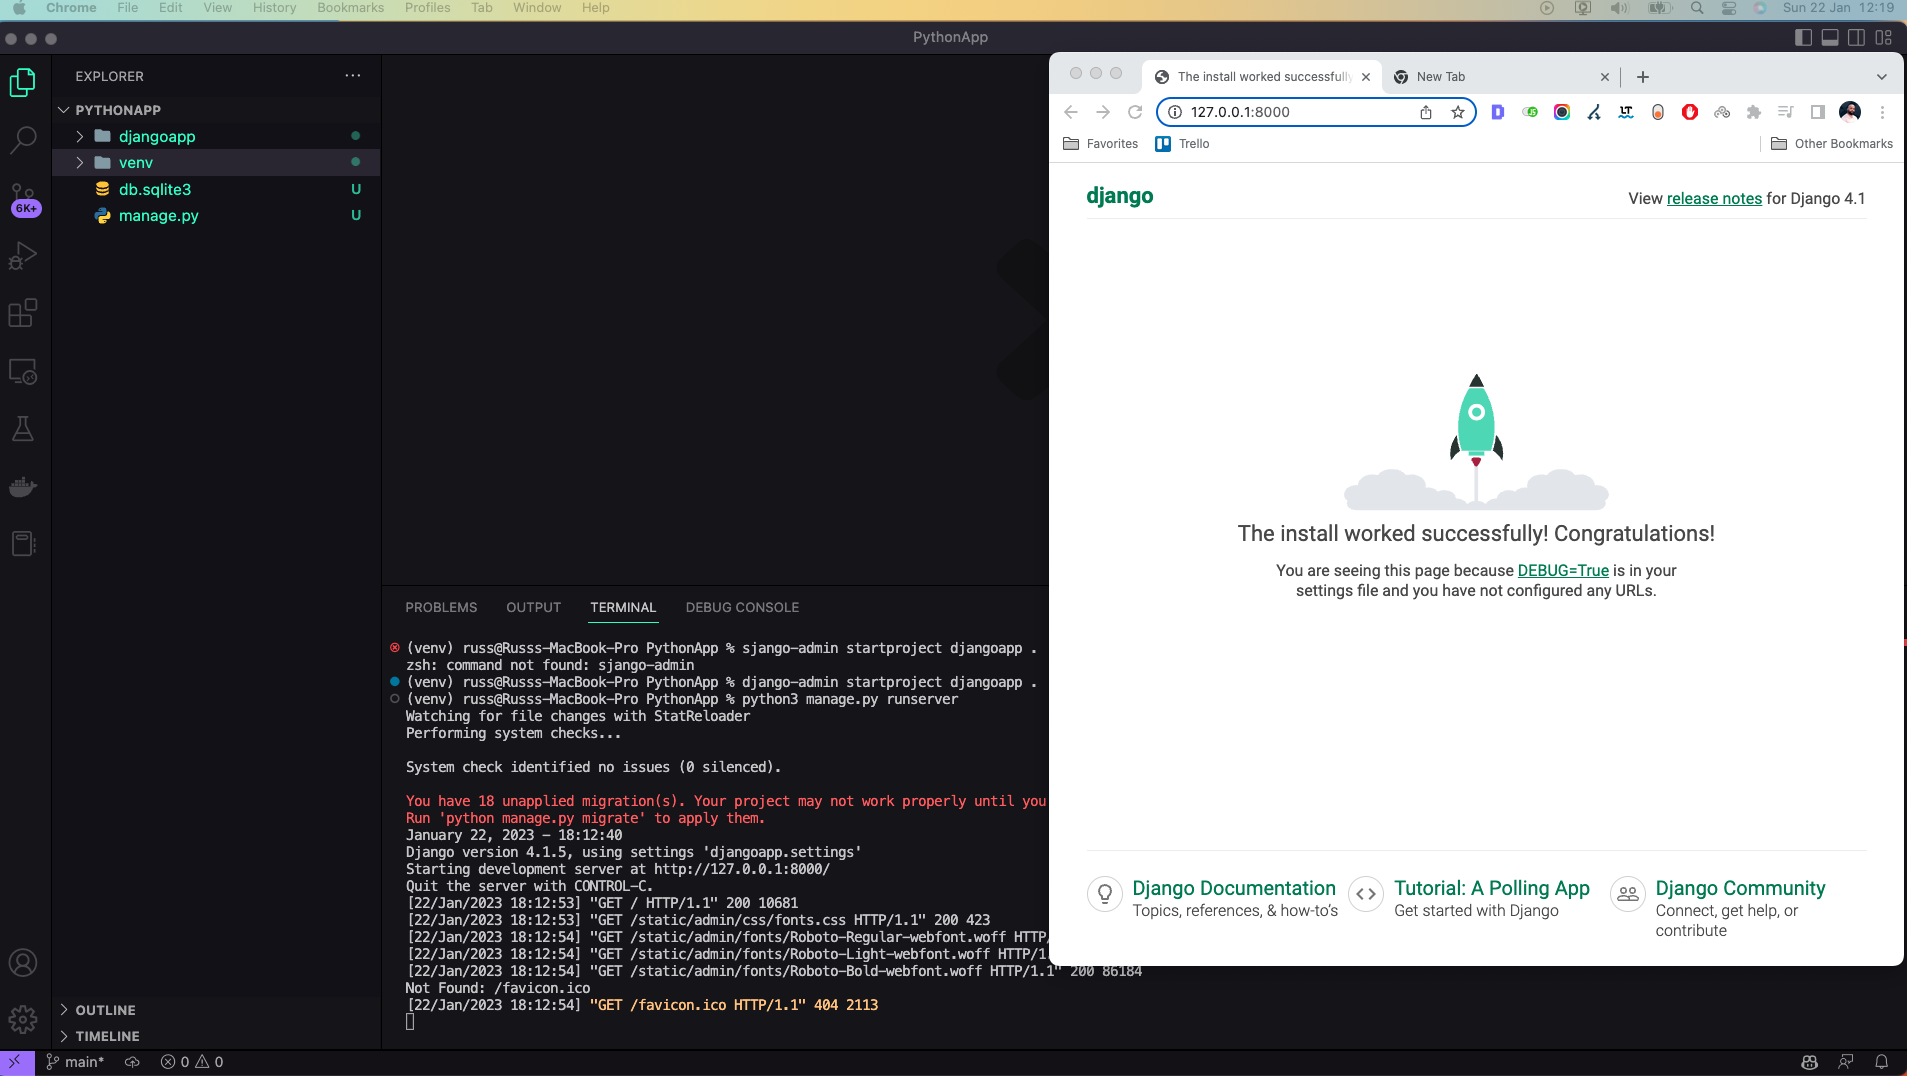 Chrome File Edit View History Bookmarks Profiles Tab Window Help
Sun 22 Jan 12:19
PythonApp
EXPLORER
PYTHONAPP
djangoapp
venv
db.sqlite3 U
manage.py U
6K+
OUTLINE
TIMELINE
PROBLEMS OUTPUT TERMINAL DEBUG CONSOLE
(venv) russ@Russs-MacBook-Pro PythonApp % sjango-admin startproject djangoapp .
zsh: command not found: sjango-admin
(venv) russ@Russs-MacBook-Pro PythonApp % django-admin startproject djangoapp .
(venv) russ@Russs-MacBook-Pro PythonApp % python3 manage.py runserver
Watching for file changes with StatReloader
Performing system checks...
System check identified no issues (0 silenced).
You have 18 unapplied migration(s). Your project may not work properly until you
Run 'python manage.py migrate' to apply them.
January 22, 2023 - 18:12:40
Django version 4.1.5, using settings 'djangoapp.settings'
Starting development server at http://127.0.0.1:8000/
Quit the server with CONTROL-C.
[22/Jan/2023 18:12:53] "GET / HTTP/1.1" 200 10681
[22/Jan/2023 18:12:53] "GET /static/admin/css/fonts.css HTTP/1.1" 200 423
[22/Jan/2023 18:12:54] "GET /static/admin/fonts/Roboto-Regular-webfont.woff HTTP/
[22/Jan/2023 18:12:54] "GET /static/admin/fonts/Roboto-Light-webfont.woff HTTP/1.
[22/Jan/2023 18:12:54] "GET /static/admin/fonts/Roboto-Bold-webfont.woff HTTP/1.1" 200 86184
Not Found: /favicon.ico
[22/Jan/2023 18:12:54] "GET /favicon.ico HTTP/1.1" 404 2113
main* 0 0
The install worked successfully New Tab
127.0.0.1:8000
Favorites Trello Other Bookmarks
django
View release notes for Django 4.1
The install worked successfully! Congratulations!
You are seeing this page because DEBUG=True is in your
settings file and you have not configured any URLs.
Django Documentation
Topics, references, & how-to's
Tutorial: A Polling App
Get started with Django
Django Community
Connect, get help, or
contribute